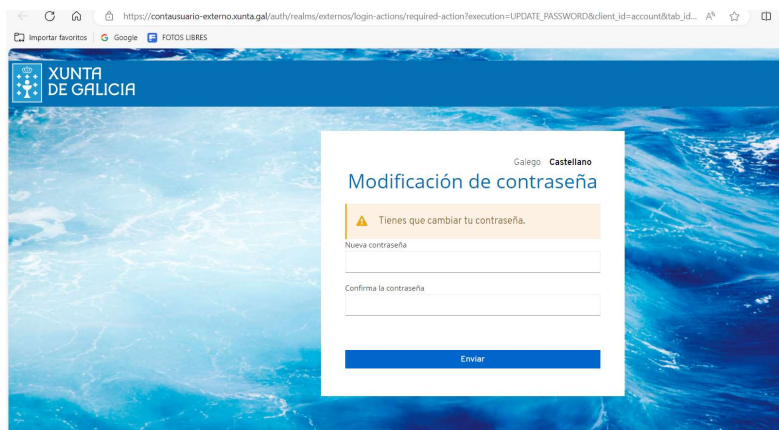 https://contausuario-externo.xunta.gal/auth/realms/externos/login-actions/required-action?execution=UPDATE_PASSWORD&client_id=account&tab_id...
Importar favoritos G Google FOTOS LIBRES
XUNTA
DE GALICIA
Galego Castellano
Modificación de contraseña
Tienes que cambiar tu contraseña.
Nueva contraseña
Confirma la contraseña
Enviar